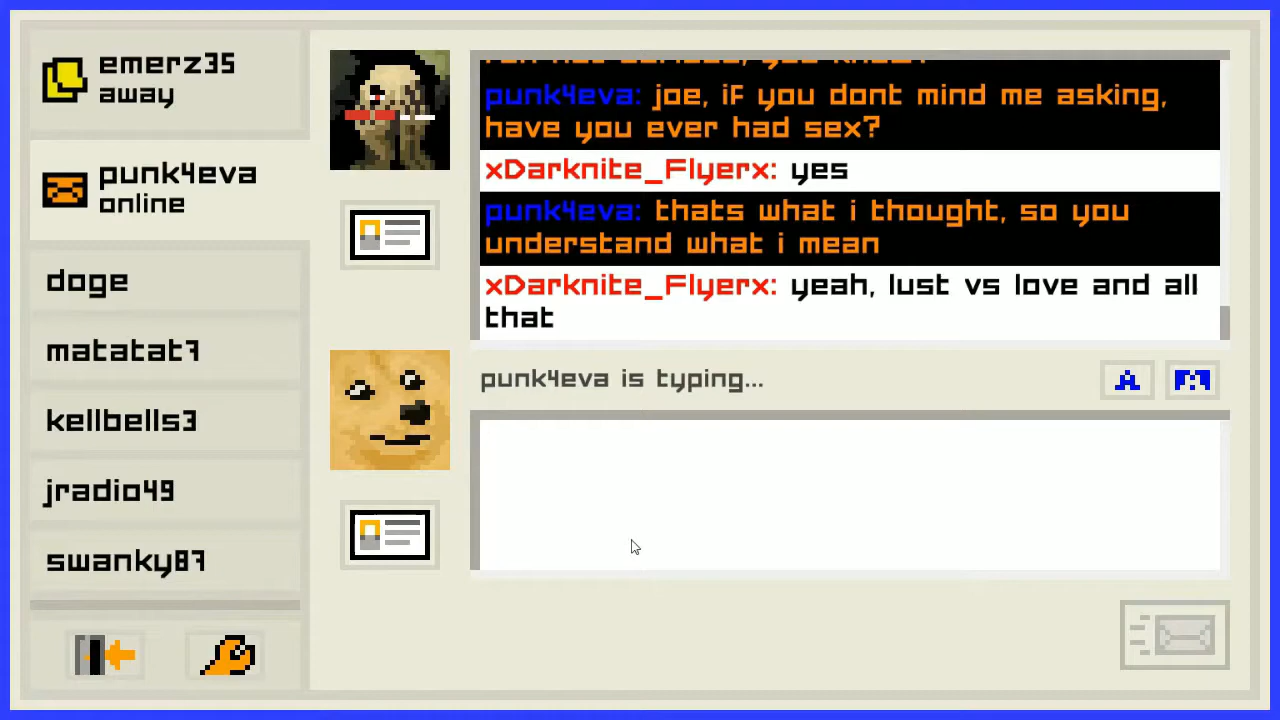 emerz35
away
punk4eva
online
doge
matatat7
kellbells3
jradio49
swanky87
punk4eva: joe, if you dont mind me asking,
have you ever had sex?
xDarknite_Flyerx: yes
punk4eva: thats what i thought, so you
understand what i mean
xDarknite_Flyerx: yeah, lust vs love and all
that
punk4eva is typing...
A